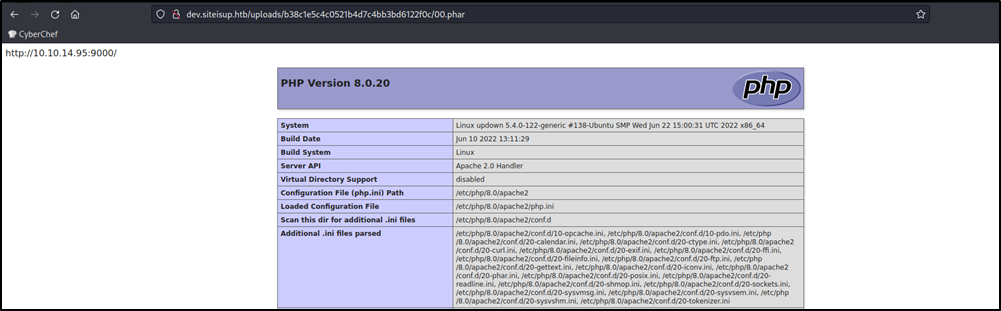 dev.siteisup.htb/uploads/b38c1e5c4c0521b4d7c4bb3bd6122f0c/00.phar
CyberChef
http://10.10.14.95:9000/
PHP Version 8.0.20
php
System Linux updown 5.4.0-122-generic #138-Ubuntu SMP Wed Jun 22 15:00:31 UTC 2022 x86_64
Build Date Jun 10 2022 13:11:29
Build System Linux
Server API Apache 2.0 Handler
Virtual Directory Support disabled
Configuration File (php.ini) Path /etc/php/8.0/apache2
Loaded Configuration File /etc/php/8.0/apache2/php.ini
Scan this dir for additional .ini files /etc/php/8.0/apache2/conf.d
Additional .ini files parsed /etc/php/8.0/apache2/conf.d/10-opcache.ini, /etc/php/8.0/apache2/conf.d/10-pdo.ini, /etc/php
/8.0/apache2/conf.d/20-calendar.ini, /etc/php/8.0/apache2/conf.d/20-ctype.ini, /etc/php/8.0/apache2
/conf.d/20-curl.ini, /etc/php/8.0/apache2/conf.d/20-exif.ini, /etc/php/8.0/apache2/conf.d/20-ffi.ini,
/etc/php/8.0/apache2/conf.d/20-fileinfo.ini, /etc/php/8.0/apache2/conf.d/20-ftp.ini, /etc/php/8.0/apache2
/conf.d/20-gettext.ini, /etc/php/8.0/apache2/conf.d/20-iconv.ini, /etc/php/8.0/apache2
/conf.d/20-phar.ini, /etc/php/8.0/apache2/conf.d/20-posix.ini, /etc/php/8.0/apache2/conf.d/20-
readline.ini, /etc/php/8.0/apache2/conf.d/20-shmop.ini, /etc/php/8.0/apache2/conf.d/20-sockets.ini,
/etc/php/8.0/apache2/conf.d/20-sysvmsg.ini, /etc/php/8.0/apache2/conf.d/20-sysvsem.ini, /etc/php
/8.0/apache2/conf.d/20-sysvshm.ini, /etc/php/8.0/apache2/conf.d/20-tokenizer.ini